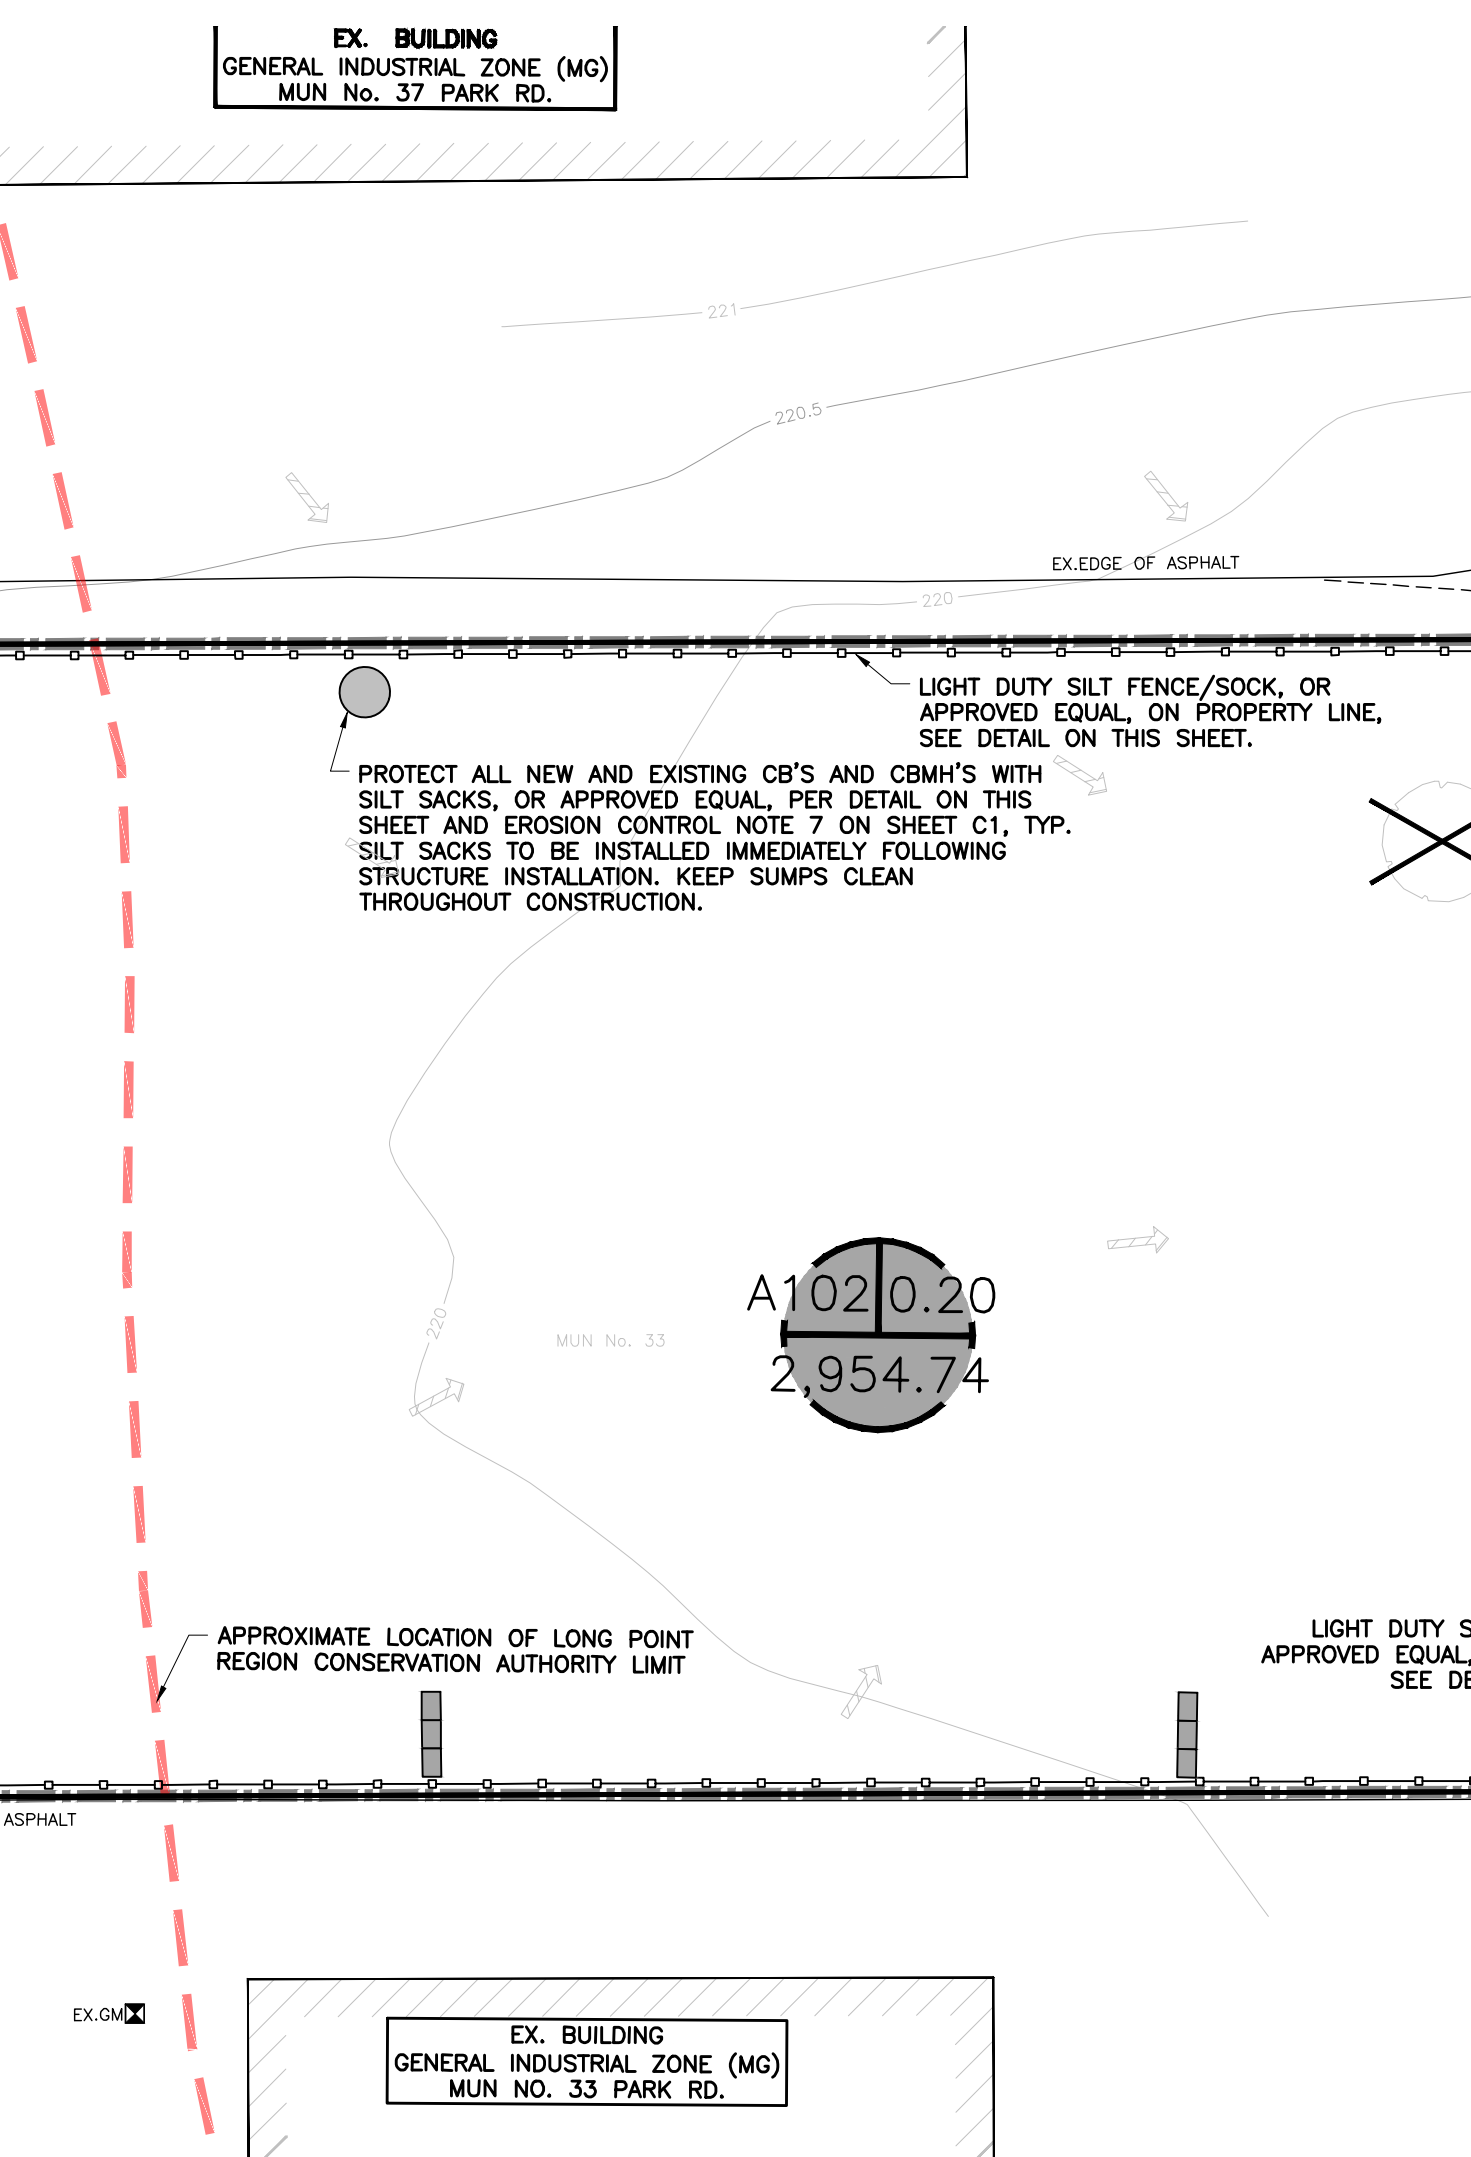 EX. BUILDING
GENERAL INDUSTRIAL ZONE (MG)
MUN No. 37 PARK RD.
221
220.5
EX.EDGE OF ASPHALT
220
LIGHT DUTY SILT FENCE/SOCK, OR
APPROVED EQUAL, ON PROPERTY LINE,
SEE DETAIL ON THIS SHEET.
PROTECT ALL NEW AND EXISTING CB'S AND CBMH'S WITH
SILT SACKS, OR APPROVED EQUAL, PER DETAIL ON THIS
SHEET AND EROSION CONTROL NOTE 7 ON SHEET C1, TYP.
SILT SACKS TO BE INSTALLED IMMEDIATELY FOLLOWING
STRUCTURE INSTALLATION. KEEP SUMPS CLEAN
THROUGHOUT CONSTRUCTION.
A102 0.20
2,954.74
220
MUN No. 33
APPROXIMATE LOCATION OF LONG POINT
REGION CONSERVATION AUTHORITY LIMIT
LIGHT DUTY S
APPROVED EQUAL,
SEE DE
ASPHALT
EX.GM
EX. BUILDING
GENERAL INDUSTRIAL ZONE (MG)
MUN NO. 33 PARK RD.